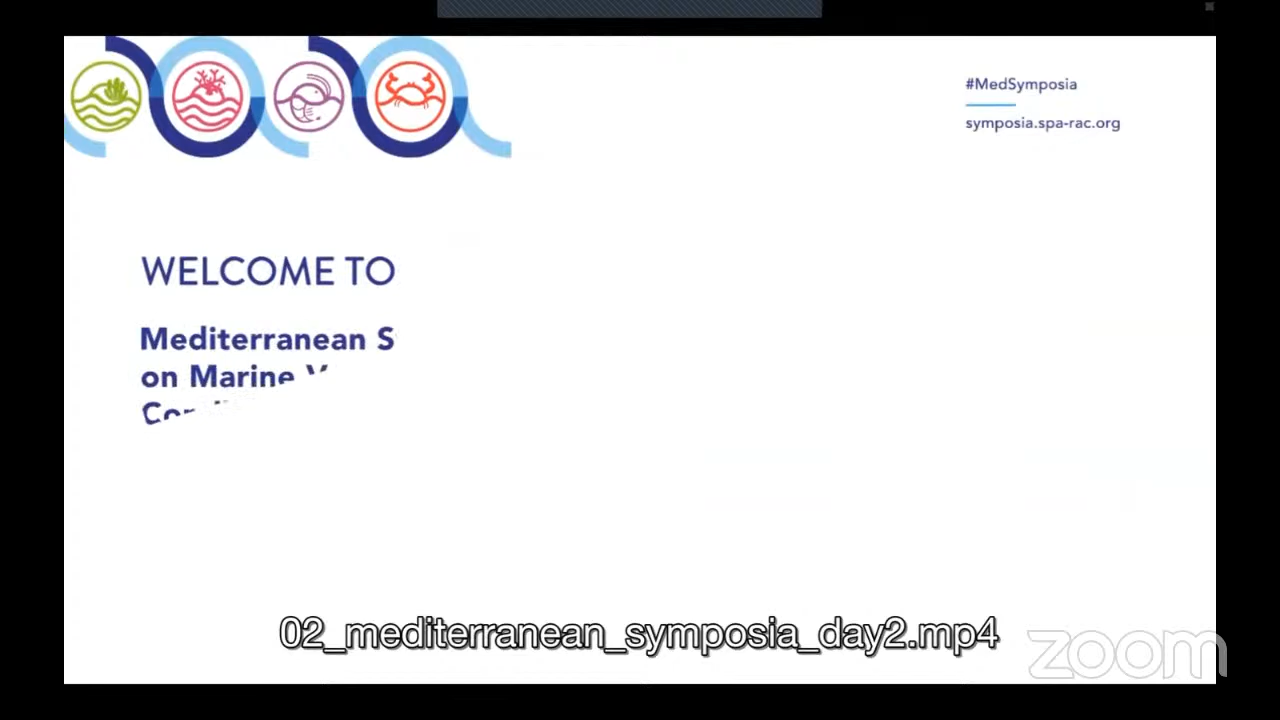 #MedSymposia
symposia.spa-rac.org
WELCOME TO
Mediterranean S
on Marine
02_mediterranean_symposia_day2.mp4
zoom